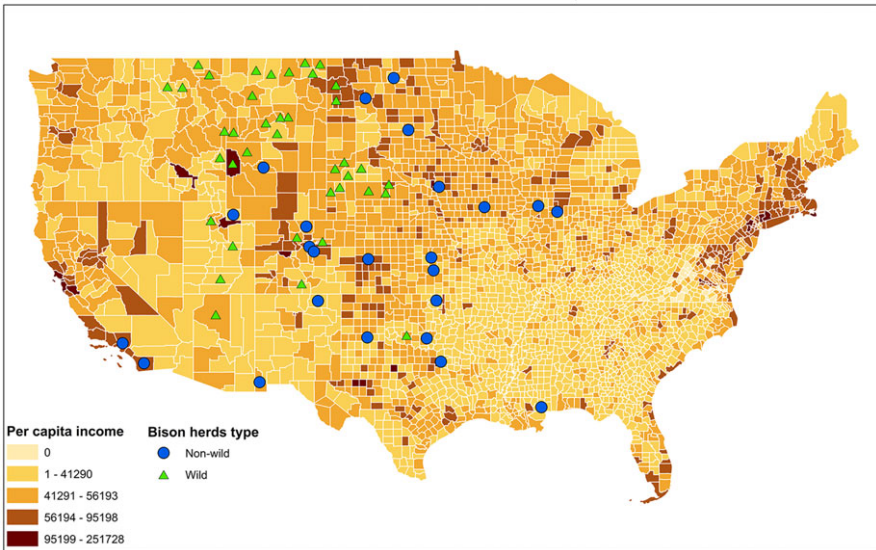 Per capita income
0
1 - 41290
41291 - 56193
56194 - 95198
95199 - 251728
Bison herds type
Non-wild
Wild